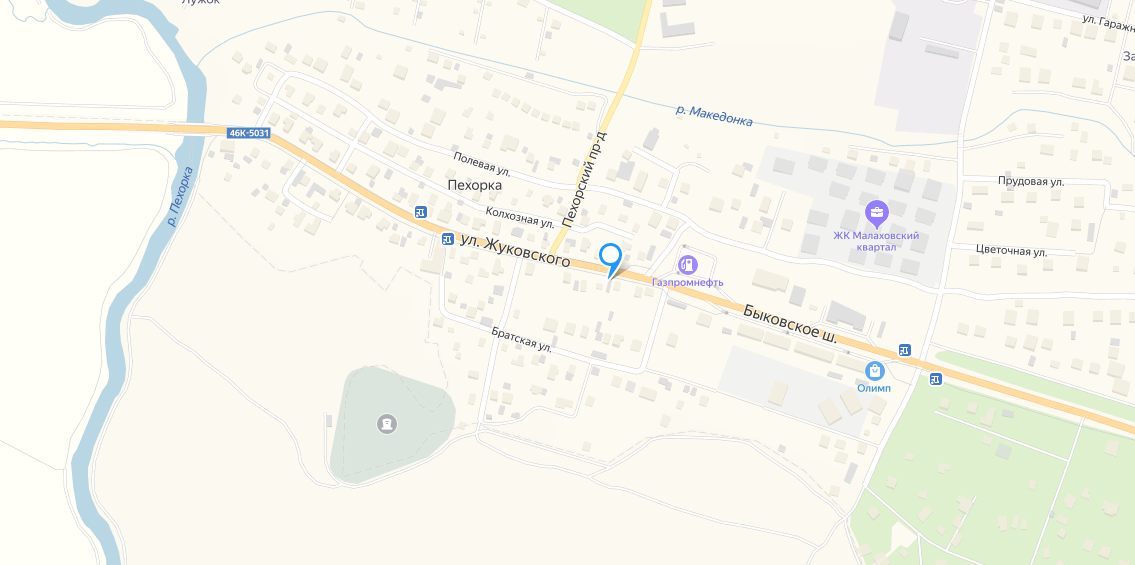 Лужок
ул. Гаражн
За
р. Македонка
46К-5031
Пехорский пр-д
Полевая ул.
р. Пехорка
Пехорка
Прудовая ул.
Колхозная ул.
ЖК Малаховский
квартал
ул. Жуковского
Цветочная ул.
Газпромнефть
Быковское ш.
Братская ул.
Олимп